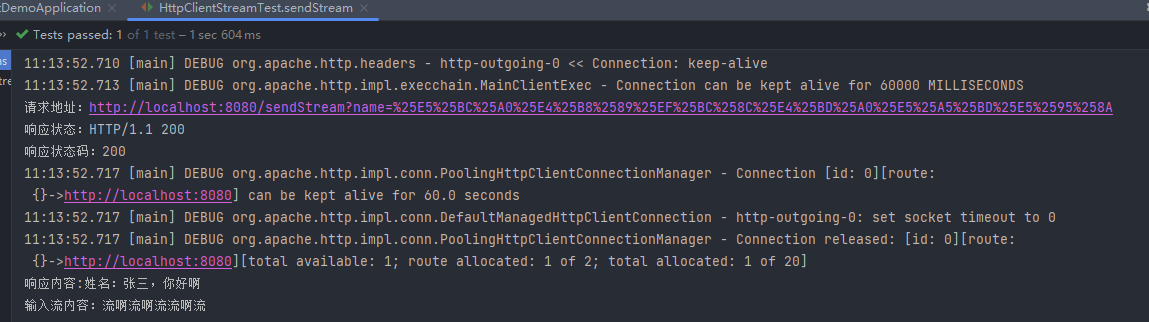 tDemoApplication
HttpClientStreamTest.sendStream
Tests passed: 1 of 1 test – 1 sec 604 ms
11:13:52.710 [main] DEBUG org.apache.http.headers - http-outgoing-0 << Connection: keep-alive
11:13:52.713 [main] DEBUG org.apache.http.impl.execchain.MainClientExec - Connection can be kept alive for 60000 MILLISECONDS
请求地址：http://localhost:8080/sendStream?name=%25E5%25BC%25A0%25E4%25B8%2589%25EF%25BC%258C%25E4%25BD%25A0%25E5%25A5%25BD%25E5%2595%258A
响应状态：HTTP/1.1 200
响应状态码：200
11:13:52.717 [main] DEBUG org.apache.http.impl.conn.PoolingHttpClientConnectionManager - Connection [id: 0][route:
{}->http://localhost:8080] can be kept alive for 60.0 seconds
11:13:52.717 [main] DEBUG org.apache.http.impl.conn.DefaultManagedHttpClientConnection - http-outgoing-0: set socket timeout to 0
11:13:52.717 [main] DEBUG org.apache.http.impl.conn.PoolingHttpClientConnectionManager - Connection released: [id: 0][route:
{}->http://localhost:8080][total available: 1; route allocated: 1 of 2; total allocated: 1 of 20]
响应内容:姓名：张三，你好啊
输入流内容：流啊流啊流流啊流